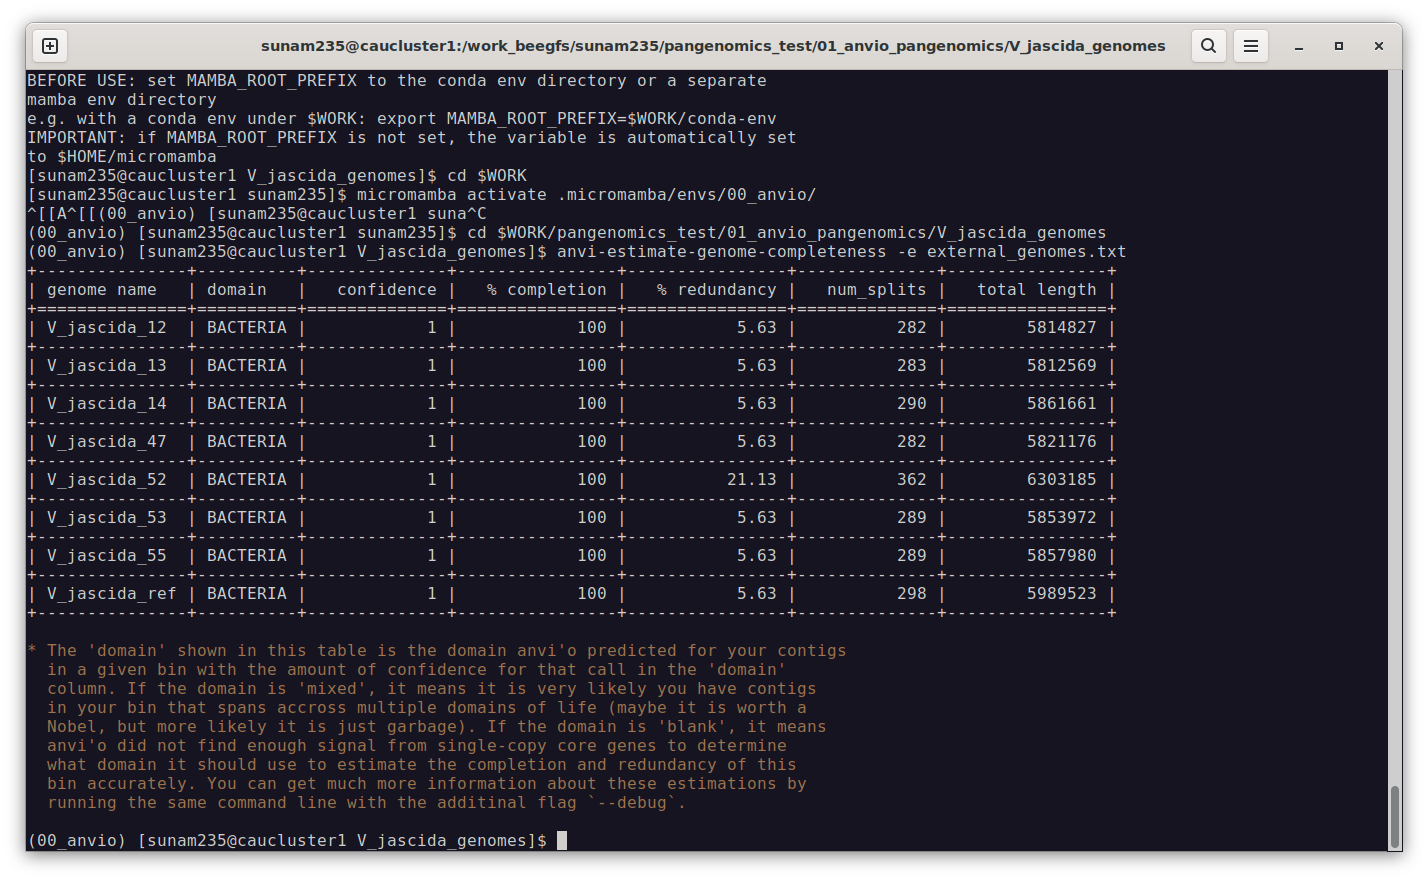 sunam235@caucluster1:/work_beegfs/sunam235/pangenomics_test/01_anvio_pangenomics/V_jascida_genomes
BEFORE USE: set MAMBA_ROOT_PREFIX to the conda env directory or a separate
mamba env directory
e.g. with a conda env under $WORK: export MAMBA_ROOT_PREFIX=$WORK/conda-env
IMPORTANT: if MAMBA_ROOT_PREFIX is not set, the variable is automatically set
to $HOME/micromamba
[sunam235@caucluster1 V_jascida_genomes]$ cd $WORK
[sunam235@caucluster1 sunam235]$ micromamba activate .micromamba/envs/00_anvio/
^[[A^[[(00_anvio) [sunam235@caucluster1 suna^C
(00_anvio) [sunam235@caucluster1 sunam235]$ cd $WORK/pangenomics_test/01_anvio_pangenomics/V_jascida_genomes
(00_anvio) [sunam235@caucluster1 V_jascida_genomes]$ anvi-estimate-genome-completeness -e external_genomes.txt
+---------------+----------+--------------+----------------+----------------+-------------+----------------+
| genome name   | domain   |   confidence |   % completion |   % redundancy |   num_splits |   total length |
+===============+==========+==============+================+================+==============+================+
| V_jascida_12  | BACTERIA |            1 |            100 |           5.63 |          282 |        5814827 |
+---------------+----------+--------------+----------------+----------------+--------------+----------------+
| V_jascida_13  | BACTERIA |            1 |            100 |           5.63 |          283 |        5812569 |
+---------------+----------+--------------+----------------+----------------+--------------+----------------+
| V_jascida_14  | BACTERIA |            1 |            100 |           5.63 |          290 |        5861661 |
+---------------+----------+--------------+----------------+----------------+--------------+----------------+
| V_jascida_47  | BACTERIA |            1 |            100 |           5.63 |          282 |        5821176 |
+---------------+----------+--------------+----------------+----------------+--------------+----------------+
| V_jascida_52  | BACTERIA |            1 |            100 |          21.13 |          362 |        6303185 |
+---------------+----------+--------------+----------------+----------------+--------------+----------------+
| V_jascida_53  | BACTERIA |            1 |            100 |           5.63 |          289 |        5853972 |
+---------------+----------+--------------+----------------+----------------+--------------+----------------+
| V_jascida_55  | BACTERIA |            1 |            100 |           5.63 |          289 |        5857980 |
+---------------+----------+--------------+----------------+----------------+--------------+----------------+
| V_jascida_ref | BACTERIA |            1 |            100 |           5.63 |          298 |        5989523 |
+---------------+----------+--------------+----------------+----------------+--------------+----------------+
* The 'domain' shown in this table is the domain anvi'o predicted for your contigs
in a given bin with the amount of confidence for that call in the 'domain'
column. If the domain is 'mixed', it means it is very likely you have contigs
in your bin that spans accross multiple domains of life (maybe it is worth a
Nobel, but more likely it is just garbage). If the domain is 'blank', it means
anvi'o did not find enough signal from single-copy core genes to determine
what domain it should use to estimate the completion and redundancy of this
bin accurately. You can get much more information about these estimations by
running the same command line with the additinal flag `--debug`.
(00_anvio) [sunam235@caucluster1 V_jascida_genomes]$